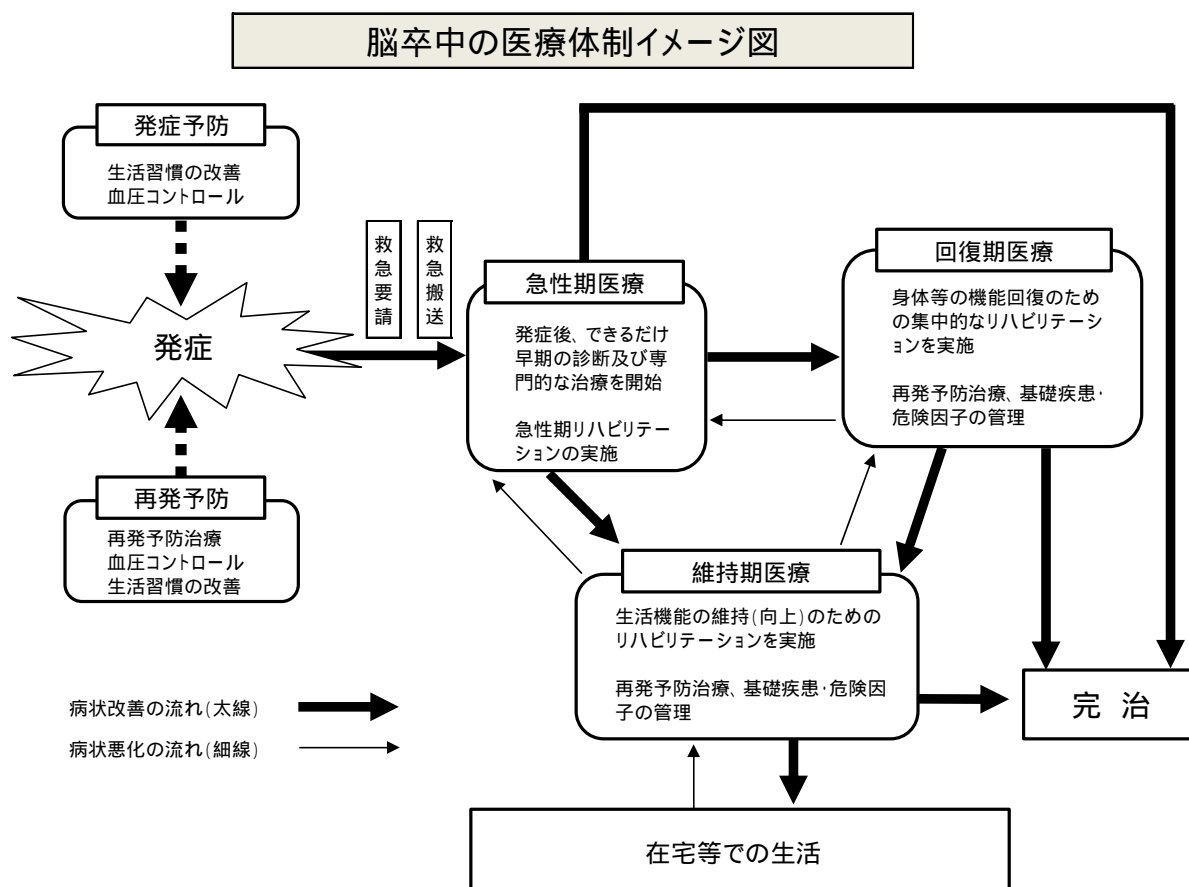 脳卒中の医療体制イメージ図
発症予防
生活習慣の改善
血圧コントロール
発症
再発予防
再発予防治療
血圧コントロール
生活習慣の改善
救急要請
救急搬送
急性期医療
発症後、できるだけ
早期の診断及び専
門的な治療を開始
急性期リハビリテー
ションの実施
回復期医療
身体等の機能回復のため
の集中的なリハビリテーシ
ョンを実施
再発予防治療、基礎疾患・
危険因子の管理
維持期医療
生活機能の維持(向上)のための
リハビリテーションを実施
再発予防治療、基礎疾患・危険因
子の管理
完 治
病状改善の流れ(太線)
病状悪化の流れ(細線)
在宅等での生活